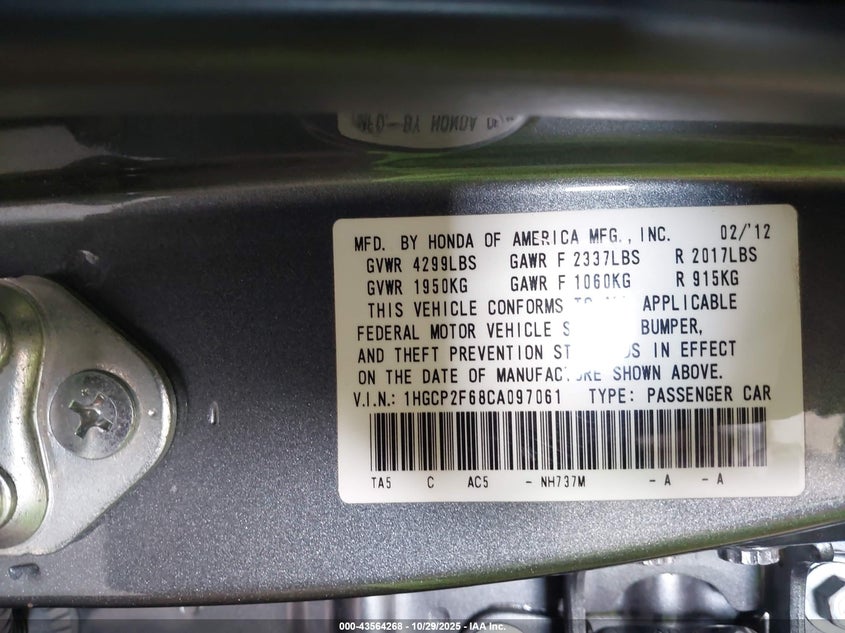 MFD. BY HONDA OF AMERICA MFG., INC. 02/'12
GVWR 4299LBS GAWR F 2337LBS R 2017LBS
GVWR 1950KG GAWR F 1060KG R 915KG
THIS VEHICLE CONFORMS APPLICABLE
FEDERAL MOTOR VEHICLE BUMPER,
AND THEFT PREVENTION IN EFFECT
ON THE DATE OF SHOWN ABOVE.
V.I.N.: 1HGCP2F68CA097061 TYPE: PASSENGER CAR
TA5 C AC5 - NH737M - A - A
000-43564268 - 10/29/2025 - IAA Inc.